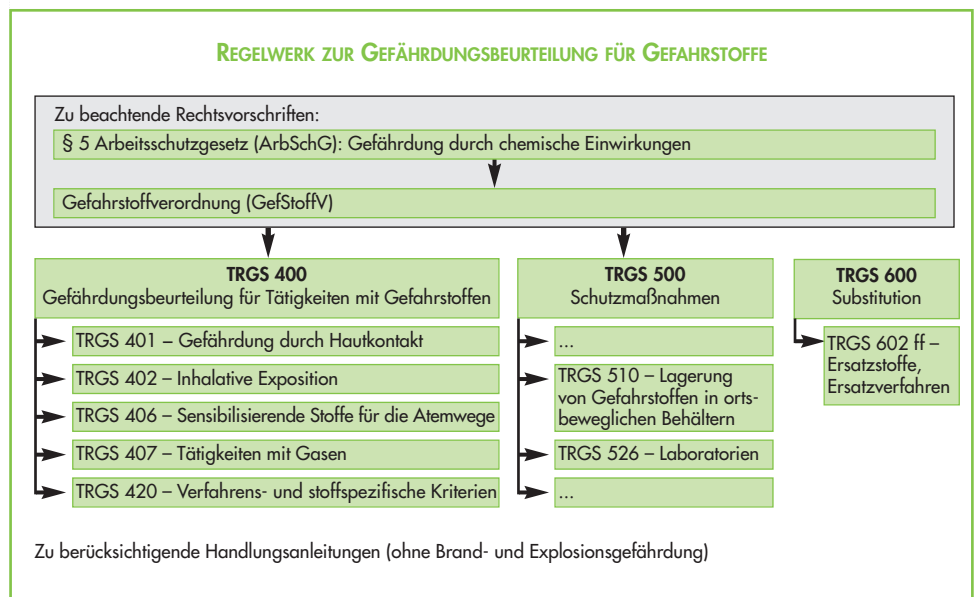 REGELWERK ZUR GEFÄHRDUNGSBEURTEILUNG FÜR GEFAHRSTOFFE
Zu beachtende Rechtsvorschriften:
§ 5 Arbeitsschutzgesetz (ArbSchG): Gefährdung durch chemische Einwirkungen
Gefahrstoffverordnung (GefStoffV)
TRGS 400
Gefährdungsbeurteilung für Tätigkeiten mit Gefahrstoffen
TRGS 401 – Gefährdung durch Hautkontakt
TRGS 402 – Inhalative Exposition
TRGS 406 – Sensibilisierende Stoffe für die Atemwege
TRGS 407 – Tätigkeiten mit Gasen
TRGS 420 – Verfahrens- und stoffspezifische Kriterien
TRGS 500
Schutzmaßnahmen
...
TRGS 510 – Lagerung
von Gefahrstoffen in orts-
beweglichen Behältern
TRGS 526 – Laboratorien
...
TRGS 600
Substitution
TRGS 602 ff –
Ersatzstoffe,
Ersatzverfahren
Zu berücksichtigende Handlungsanleitungen (ohne Brand- und Explosionsgefährdung)